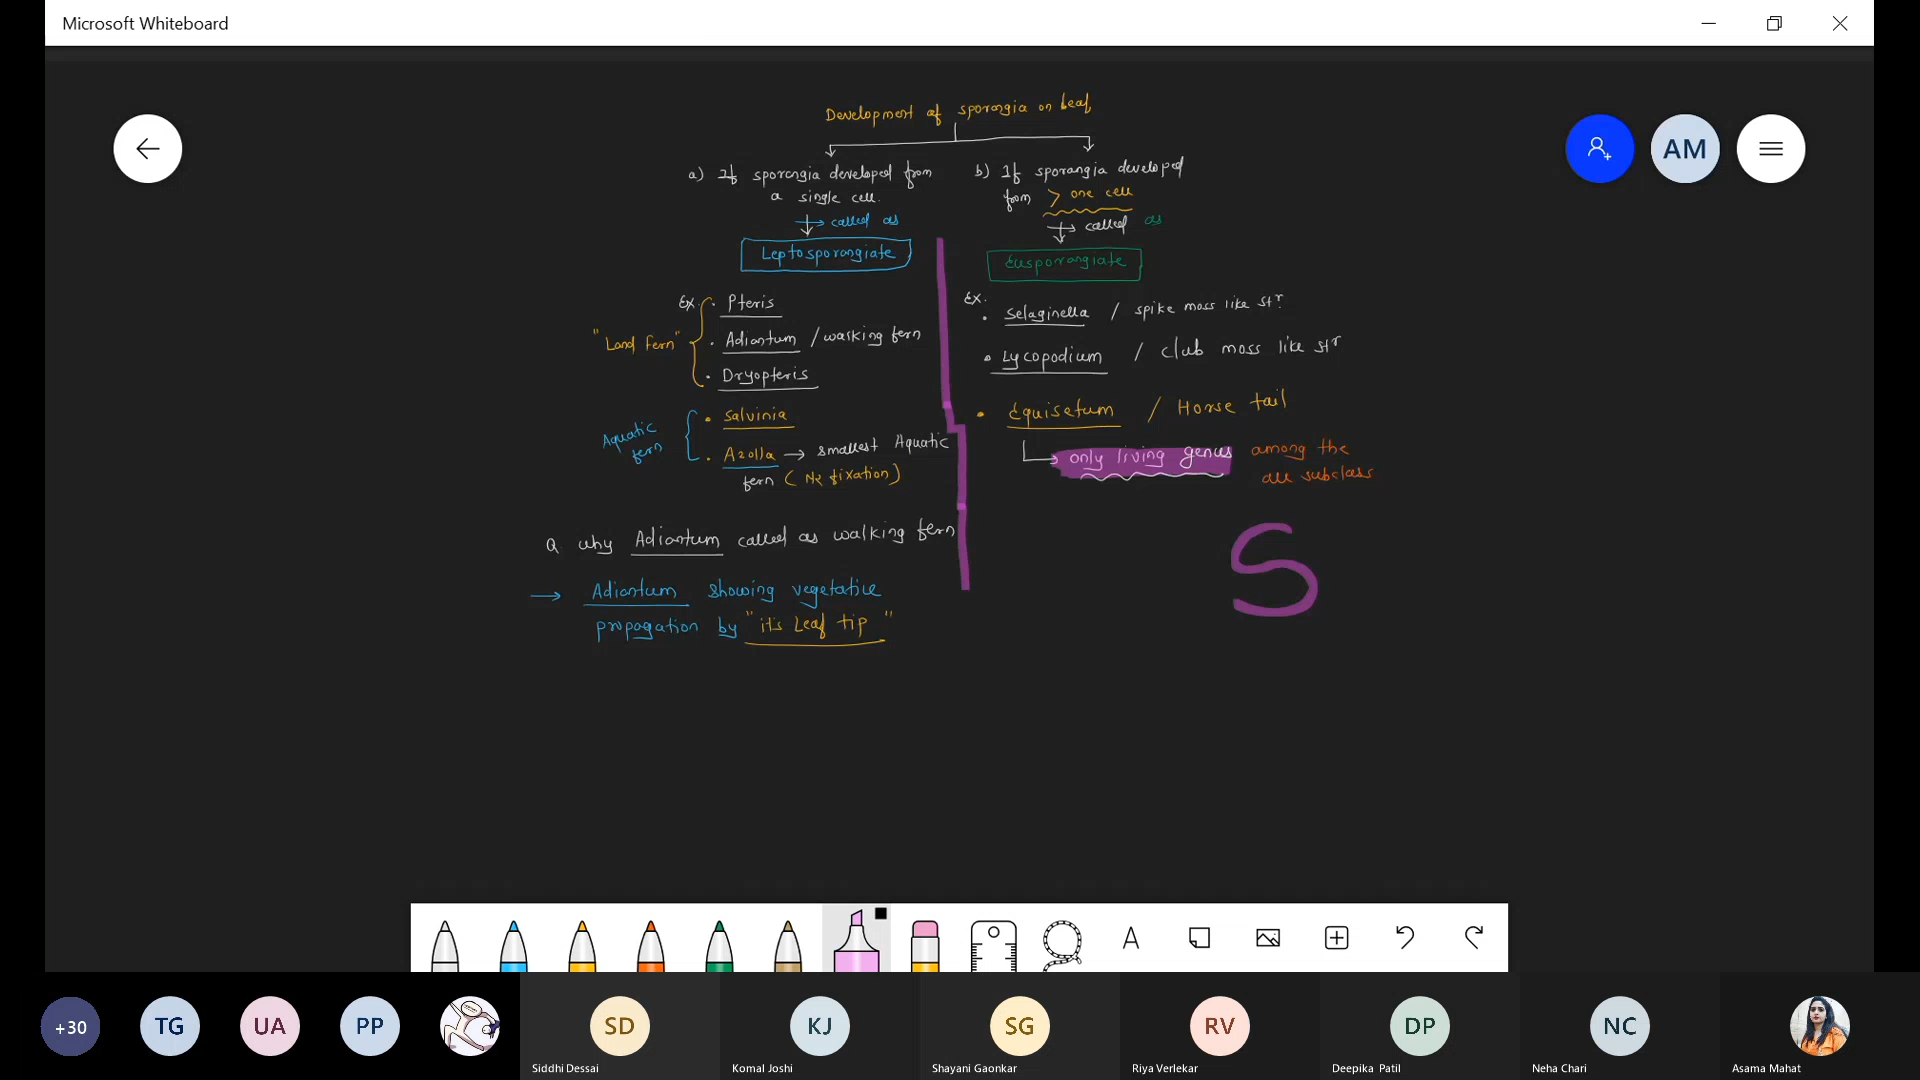 Microsoft Whiteboard
Development of sporangia on Leaf
a) If sporangia developed from
a single cell.
called as
Leptosporangiate
b) If sporangia developed
from > one cell
called as
Eusporangiate
Ex.
"Land fern"
• Pteris
• Adiantum / walking fern
• Dryopteris
Aquatic
fern
• Salvinia
• Azolla → smallest Aquatic
fern (N2 fixation)
Ex.
• Selaginella / spike moss like str.
• Lycopodium / club moss like str
• Equisetum / Horse tail
only living genus among the
all subclass
Q why Adiantum called as walking fern
→ Adiantum showing vegetative
propagation by "it's Leaf tip"
S
AM
A
+30
TG
UA
PP
SD
KJ
SG
RV
DP
NC
Siddhi Dessai
Komal Joshi
Shayani Gaonkar
Riya Verlekar
Deepika Patil
Neha Chari
Asama Mahat